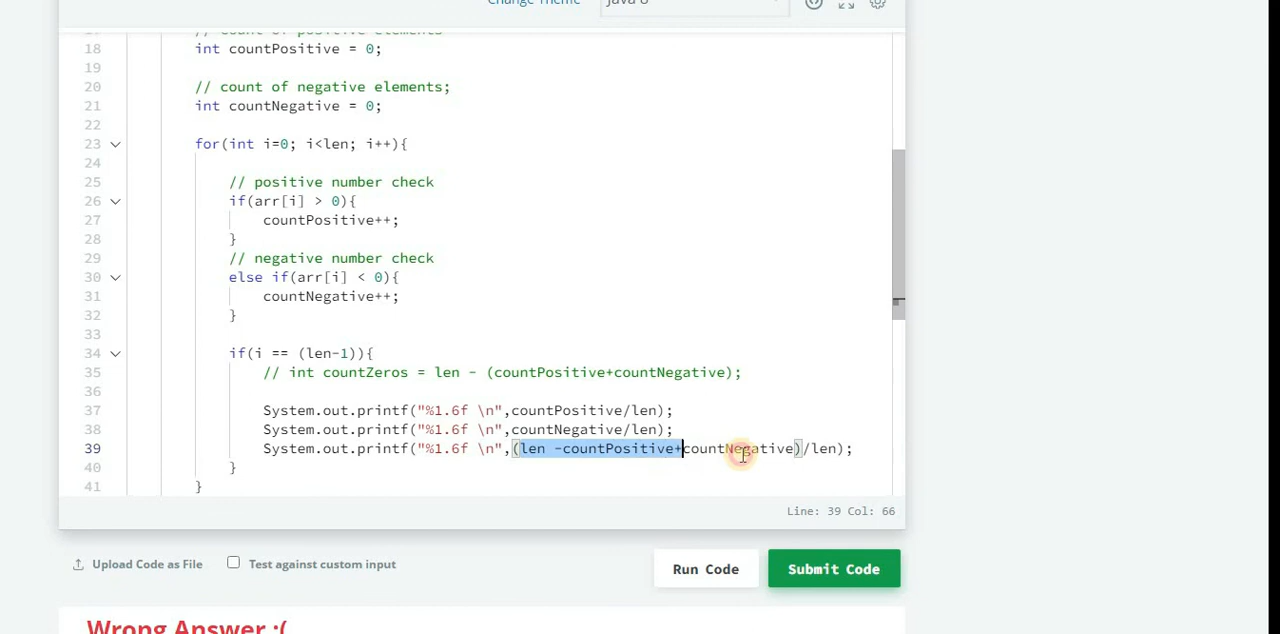 Change Theme Java 8
// count of positive elements
18 int countPositive = 0;
19
20 // count of negative elements;
21 int countNegative = 0;
22
23 for(int i=0; i<len; i++){
24
25 // positive number check
26 if(arr[i] > 0){
27 countPositive++;
28 }
29 // negative number check
30 else if(arr[i] < 0){
31 countNegative++;
32 }
33
34 if(i == (len-1)){
35 // int countZeros = len - (countPositive+countNegative);
36
37 System.out.printf("%1.6f \n",countPositive/len);
38 System.out.printf("%1.6f \n",countNegative/len);
39 System.out.printf("%1.6f \n",(len -countPositive+countNegative)/len);
40 }
41 }
Line: 39 Col: 66
Upload Code as File Test against custom input Run Code Submit Code
Wrong Answer :(